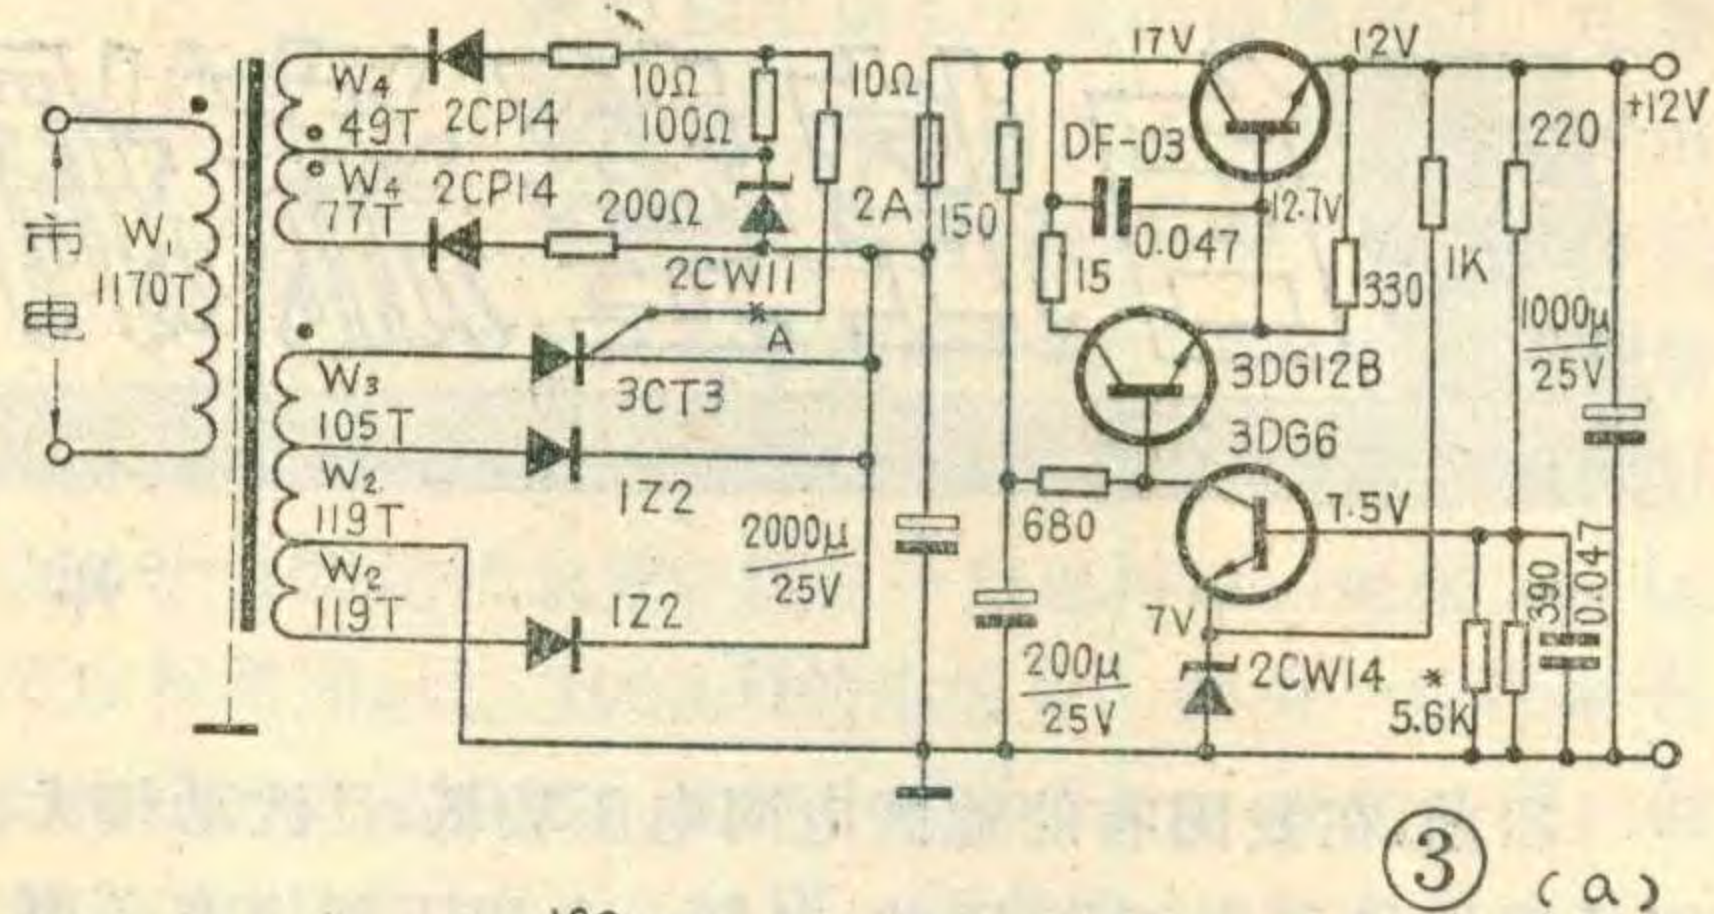 市电
W₁
1170T
W₄
49T
2CP14
10Ω
100Ω
10Ω
W₄
77T
2CP14
200Ω
2CW11
A
W₃
105T
3CT3
W₂
119T
1Z2
W₂
119T
1Z2
2A
2000μ
25V
150
17V
12V
DF-03
0.047
12.7V
15
330
1K
220
+12V
1000μ
25V
3DG12B
3DG6
680
7.5V
200μ
25V
7V
2CW14
*
5.6K
390
0.047
③ (a)